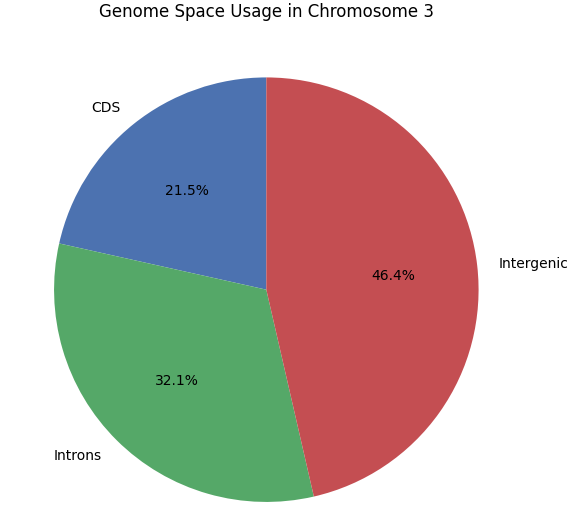 Genome Space Usage in Chromosome 3
CDS
21.5%
Intergenic
46.4%
32.1%
Introns